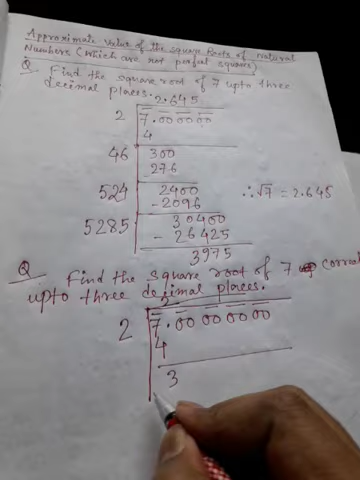 Approximate Value of the Square Roots of Natural
Numbers (Which are not perfect squares)
Q Find the square root of 7 upto three
decimal places.
2.645
2 7.00 00 00
4
46 300
- 276
524 2400
- 2096
∴ √7 = 2.645
5285 30400
- 26425
3975
Q Find the square root of 7 correct
upto three decimal places.
2
2 7.00 00 00 00
4
3